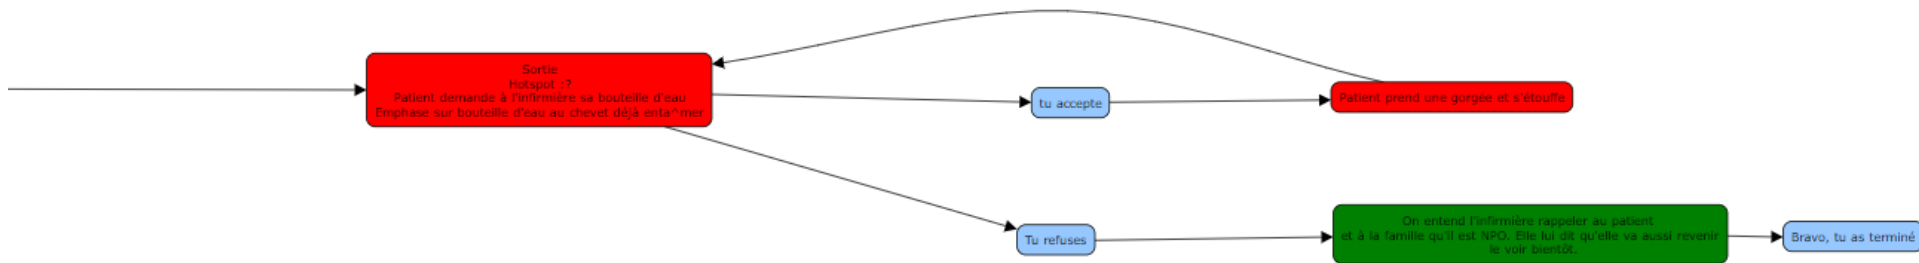 Sortie
Hotspot :?
Patient demande à l'infirmière sa bouteille d'eau
Emphase sur bouteille d'eau au chevet déjà enta^mer
tu accepte
Patient prend une gorgée et s'étouffe
Tu refuses
On entend l'infirmière rappeler au patient
et à la famille qu'il est NPO. Elle lui dit qu'elle va aussi revenir
le voir bientôt.
Bravo, tu as terminé